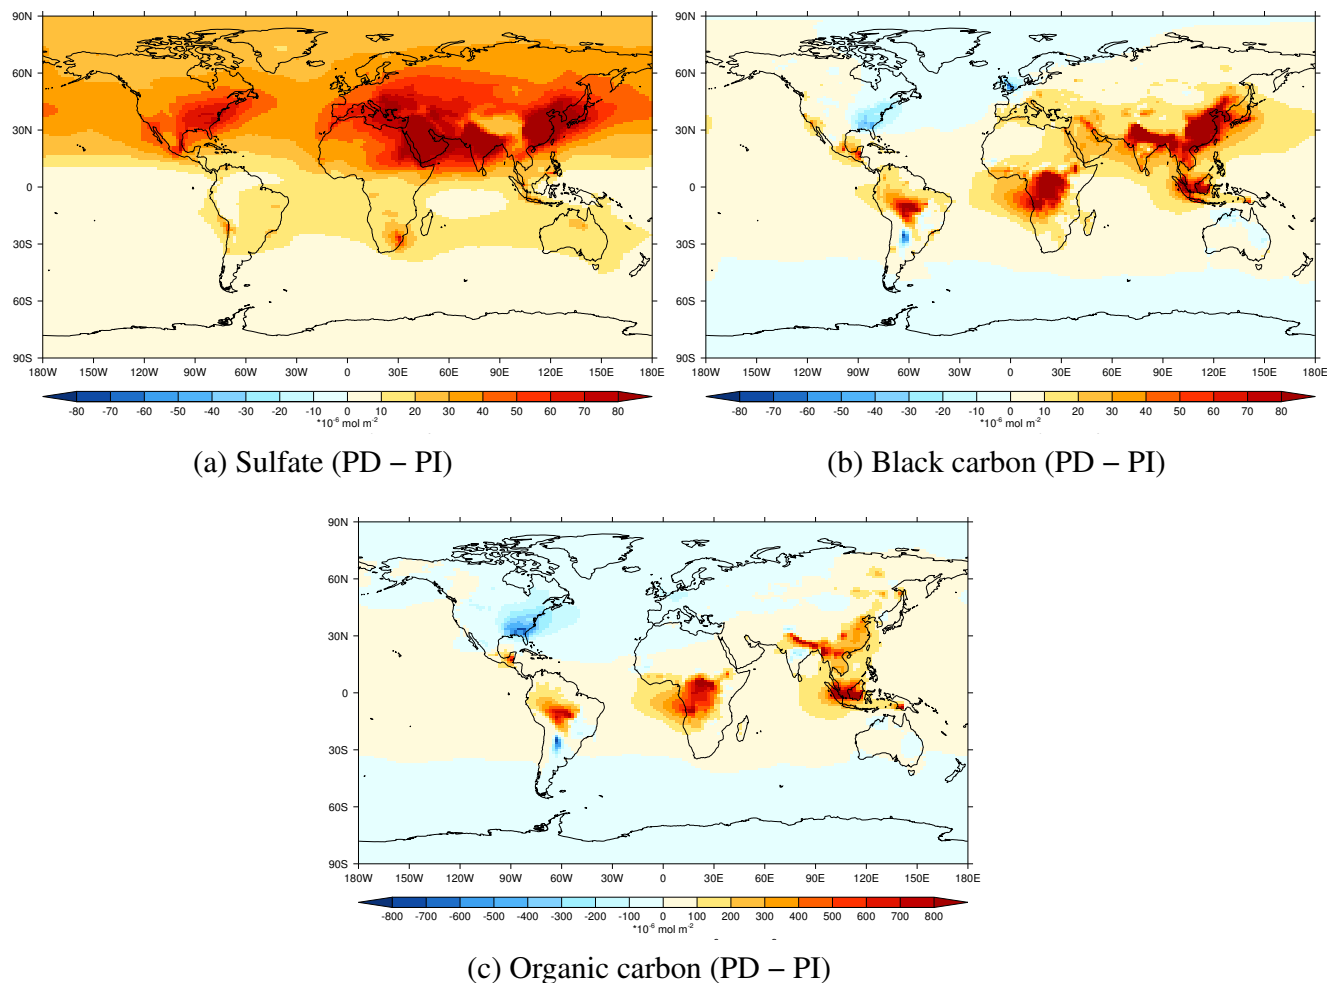 90N
60N
30N
0
30S
60S
90S
180W 150W 120W 90W 60W 30W 0 30E 60E 90E 120E 150E 180E
-80 -70 -60 -50 -40 -30 -20 -10 0 10 20 30 40 50 60 70 80
*10⁻⁶ mol m⁻²
(a) Sulfate (PD − PI)
90N
60N
30N
0
30S
60S
90S
180W 150W 120W 90W 60W 30W 0 30E 60E 90E 120E 150E 180E
-80 -70 -60 -50 -40 -30 -20 -10 0 10 20 30 40 50 60 70 80
*10⁻⁶ mol m⁻²
(b) Black carbon (PD − PI)
90N
60N
30N
0
30S
60S
90S
180W 150W 120W 90W 60W 30W 0 30E 60E 90E 120E 150E 180E
-800 -700 -600 -500 -400 -300 -200 -100 0 100 200 300 400 500 600 700 800
*10⁻⁶ mol m⁻²
(c) Organic carbon (PD − PI)